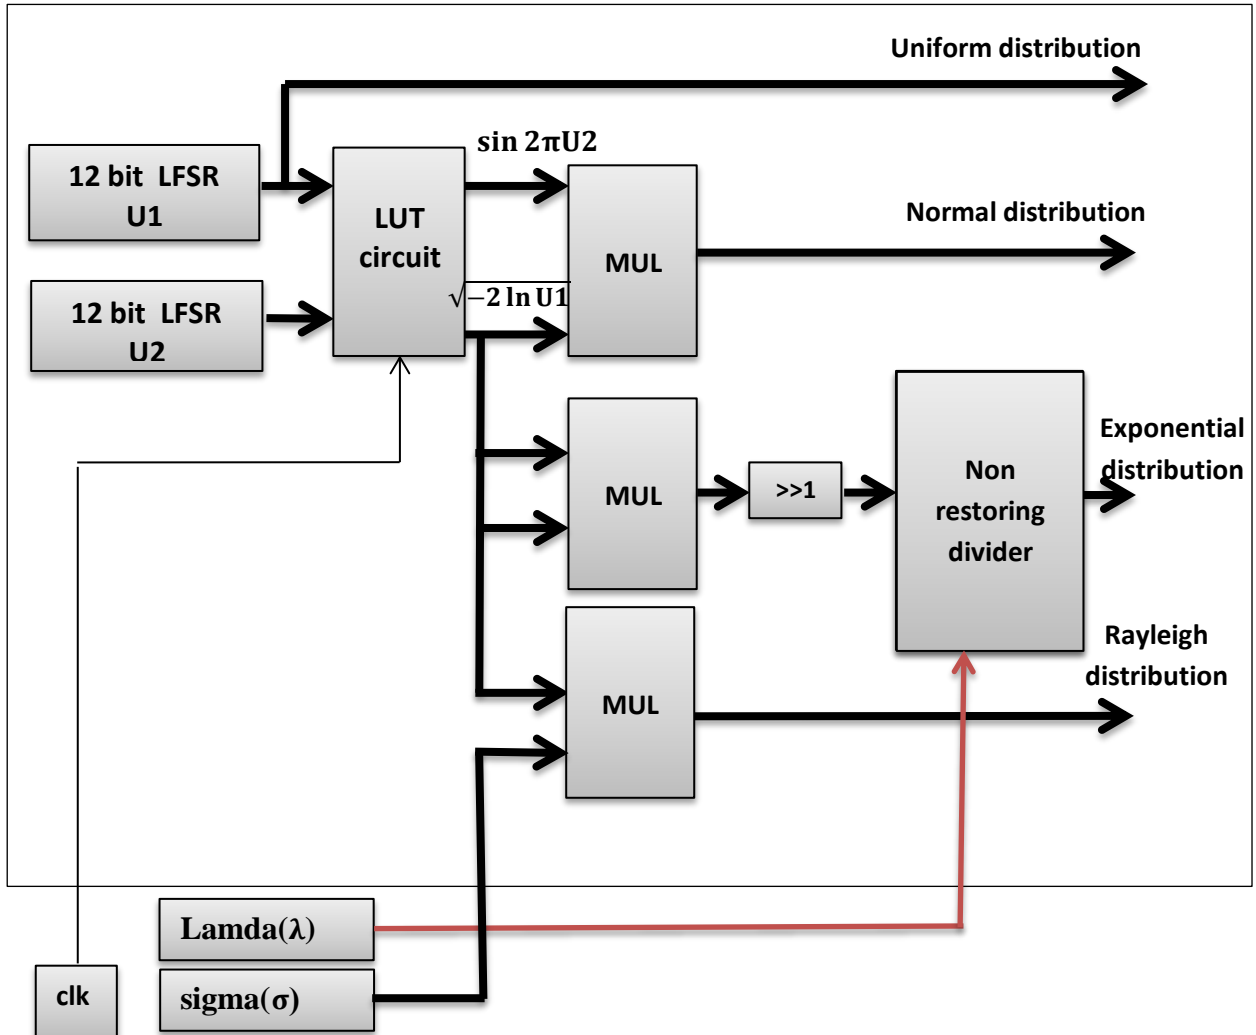 Uniform distribution
sin 2πU2
12 bit  LFSR
U1
LUT
circuit
Normal distribution
MUL
√−2 ln U1
12 bit  LFSR
U2
Exponential
distribution
Non
restoring
divider
MUL
>>1
Rayleigh
distribution
MUL
Lamda(λ)
clk
sigma(σ)